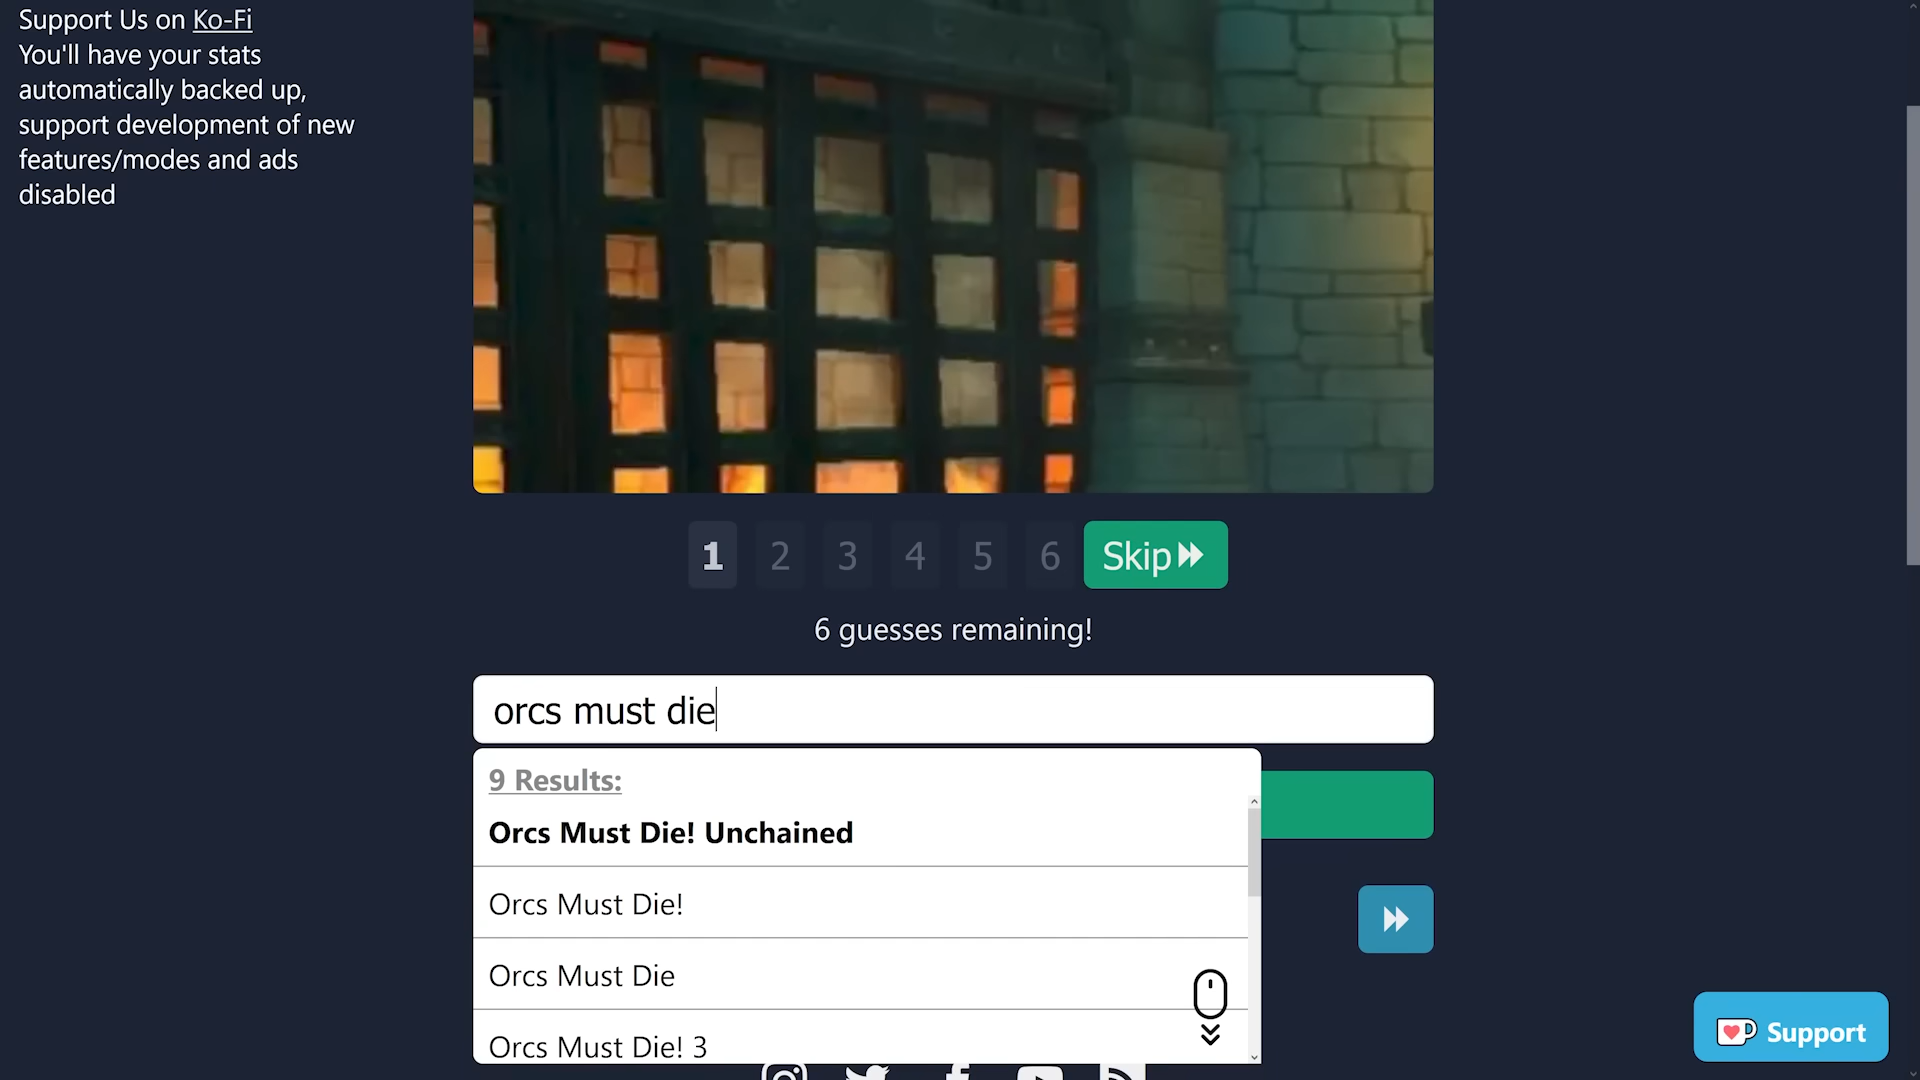 Support Us on Ko-Fi
You'll have your stats
automatically backed up,
support development of new
features/modes and ads
disabled
1 2 3 4 5 6 Skip
6 guesses remaining!
orcs must die
9 Results:
Orcs Must Die! Unchained
Orcs Must Die!
Orcs Must Die
Orcs Must Die! 3
Support